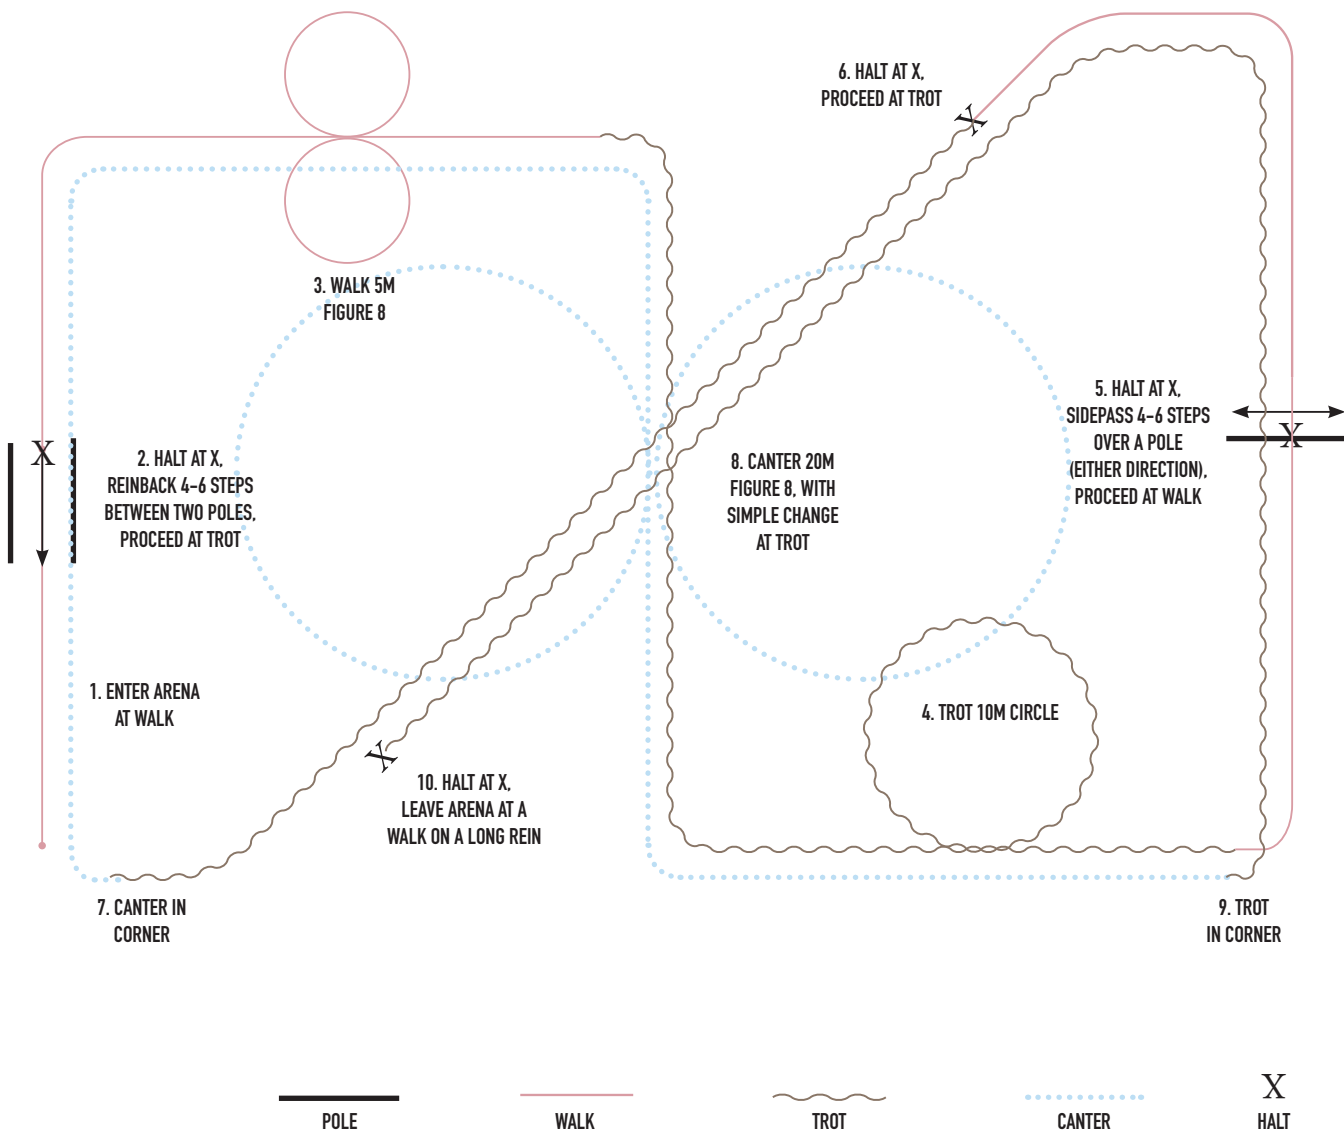 6. HALT AT X,
PROCEED AT TROT
X
3. WALK 5M
FIGURE 8
5. HALT AT X,
SIDEPASS 4–6 STEPS
OVER A POLE
(EITHER DIRECTION),
PROCEED AT WALK
X
X
2. HALT AT X,
REINBACK 4–6 STEPS
BETWEEN TWO POLES,
PROCEED AT TROT
8. CANTER 20M
FIGURE 8, WITH
SIMPLE CHANGE
AT TROT
1. ENTER ARENA
AT WALK
4. TROT 10M CIRCLE
X
10. HALT AT X,
LEAVE ARENA AT A
WALK ON A LONG REIN
7. CANTER IN
CORNER
9. TROT
IN CORNER
POLE
WALK
TROT
CANTER
X
HALT